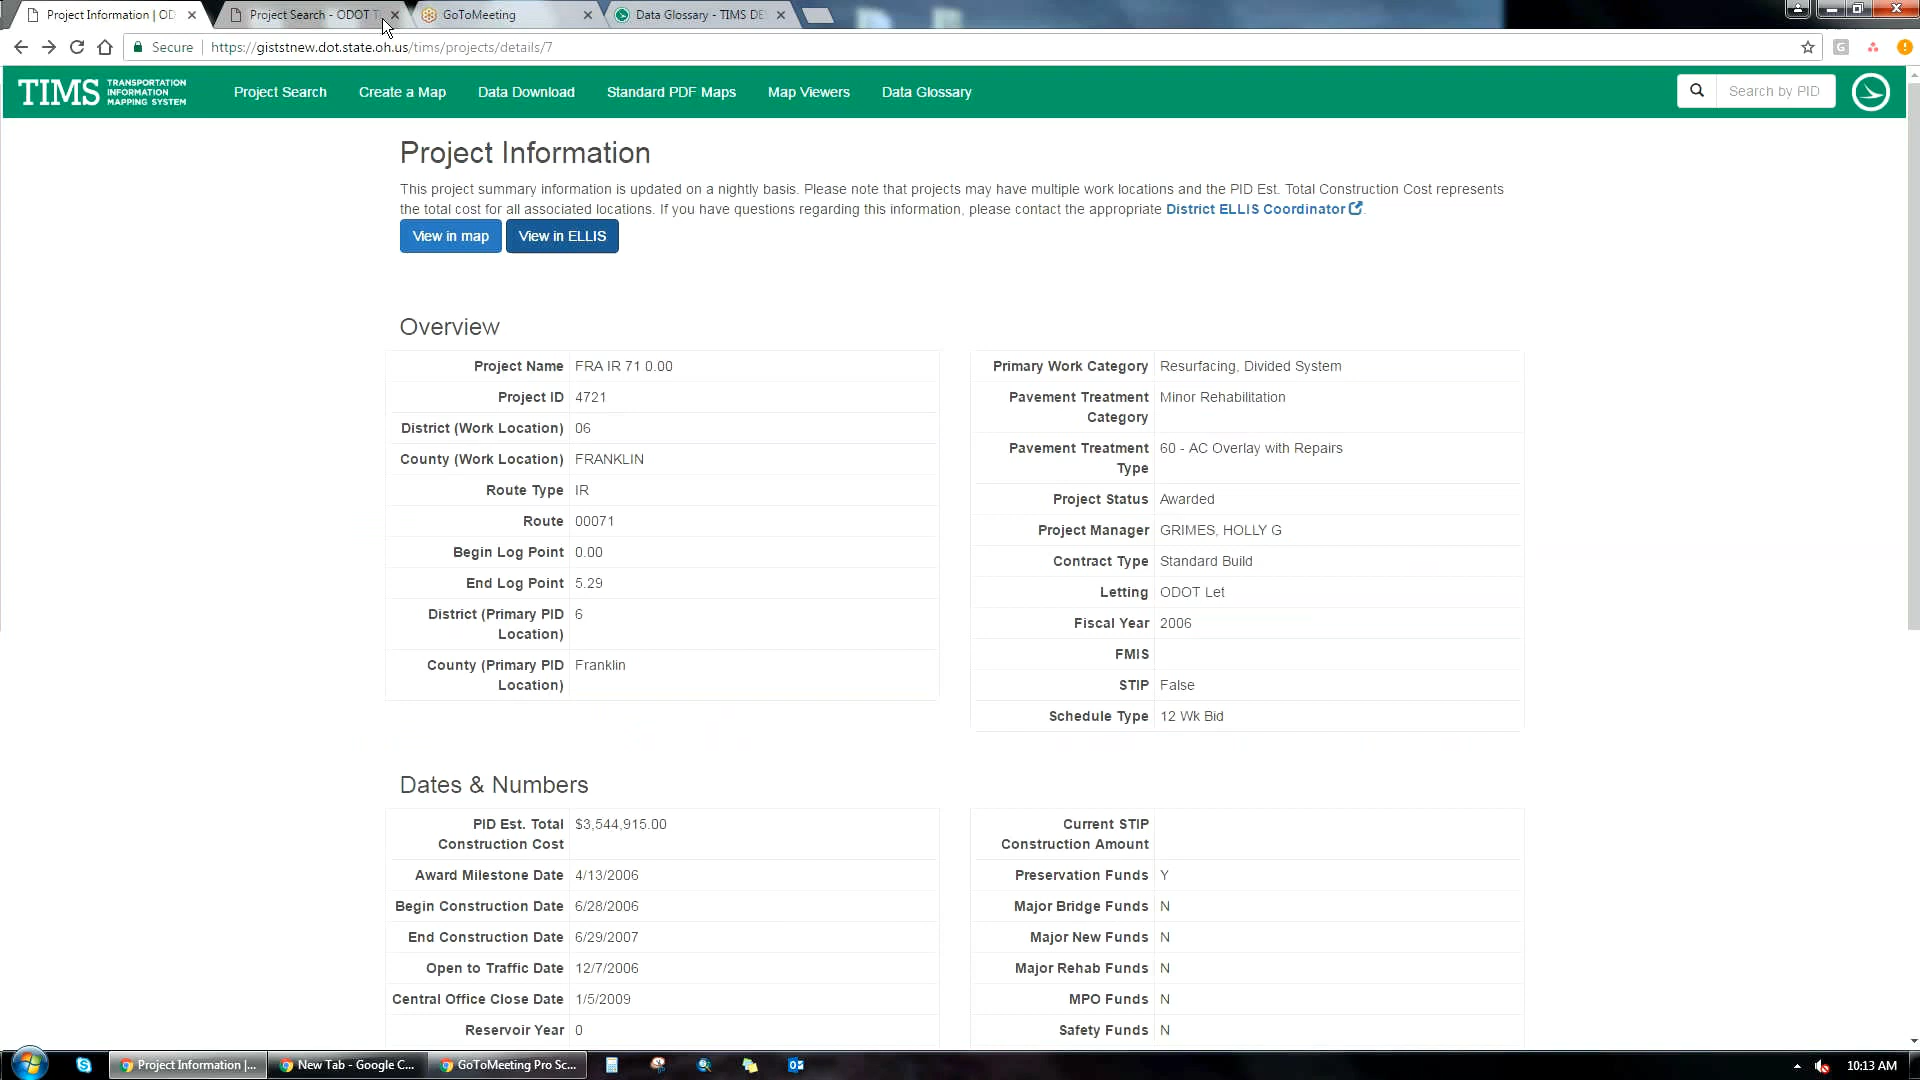 Project Information | OD
Project Search - ODOT T
GoToMeeting
Data Glossary - TIMS DE
Secure
https://giststnew.dot.state.oh.us/tims/projects/details/7
TIMS TRANSPORTATION
INFORMATION
MAPPING SYSTEM
Project Search
Create a Map
Data Download
Standard PDF Maps
Map Viewers
Data Glossary
Search by PID
Project Information
This project summary information is updated on a nightly basis. Please note that projects may have multiple work locations and the PID Est. Total Construction Cost represents
the total cost for all associated locations. If you have questions regarding this information, please contact the appropriate District ELLIS Coordinator.
View in map
View in ELLIS
Overview
Project Name FRA IR 71 0.00
Project ID 4721
District (Work Location) 06
County (Work Location) FRANKLIN
Route Type IR
Route 00071
Begin Log Point 0.00
End Log Point 5.29
District (Primary PID 6
Location)
County (Primary PID Franklin
Location)
Primary Work Category Resurfacing, Divided System
Pavement Treatment Minor Rehabilitation
Category
Pavement Treatment 60 - AC Overlay with Repairs
Type
Project Status Awarded
Project Manager GRIMES, HOLLY G
Contract Type Standard Build
Letting ODOT Let
Fiscal Year 2006
FMIS
STIP False
Schedule Type 12 Wk Bid
Dates & Numbers
PID Est. Total $3,544,915.00
Construction Cost
Award Milestone Date 4/13/2006
Begin Construction Date 6/28/2006
End Construction Date 6/29/2007
Open to Traffic Date 12/7/2006
Central Office Close Date 1/5/2009
Reservoir Year 0
Current STIP
Construction Amount
Preservation Funds Y
Major Bridge Funds N
Major New Funds N
Major Rehab Funds N
MPO Funds N
Safety Funds N
Project Information |...
New Tab - Google C...
GoToMeeting Pro Sc...
10:13 AM